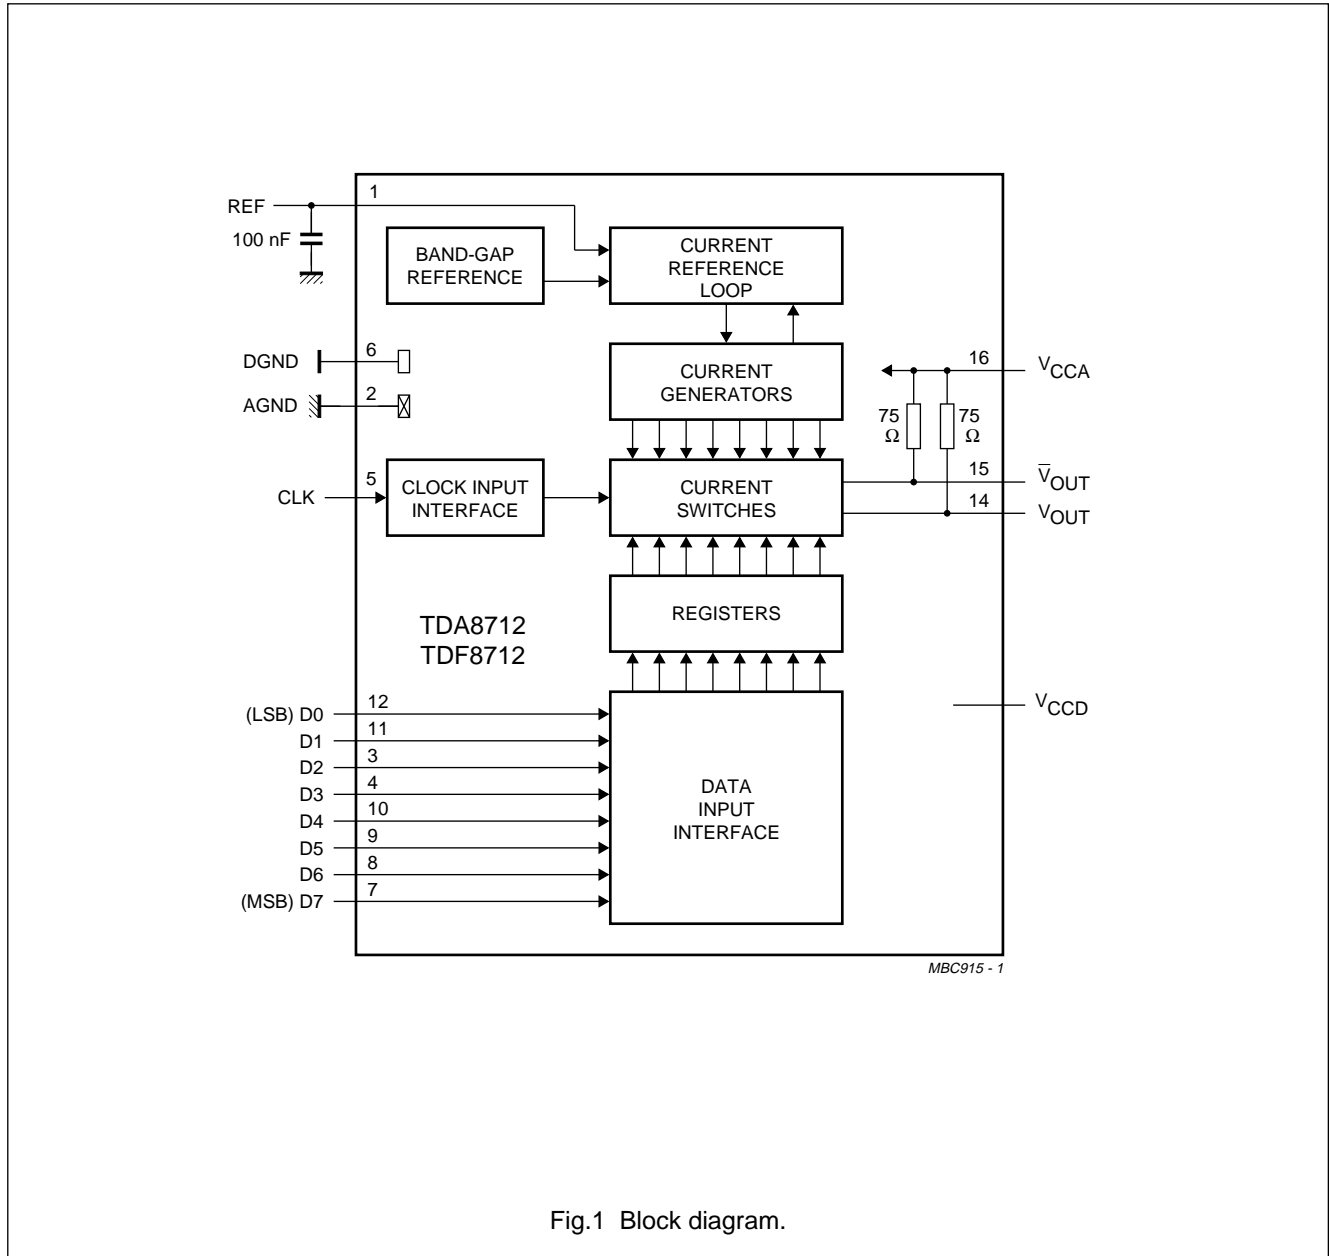 REF
1
100 nF
BAND-GAP
REFERENCE
CURRENT
REFERENCE
LOOP
DGND
6
AGND
2
CURRENT
GENERATORS
16
VCCA
75
Ω
75
Ω
CLK
5
CLOCK INPUT
INTERFACE
CURRENT
SWITCHES
15
V̅OUT
14
VOUT
REGISTERS
TDA8712
TDF8712
(LSB) D0
12
D1
11
D2
3
D3
4
D4
10
D5
9
D6
8
(MSB) D7
7
DATA
INPUT
INTERFACE
VCCD
MBC915 - 1
Fig.1 Block diagram.